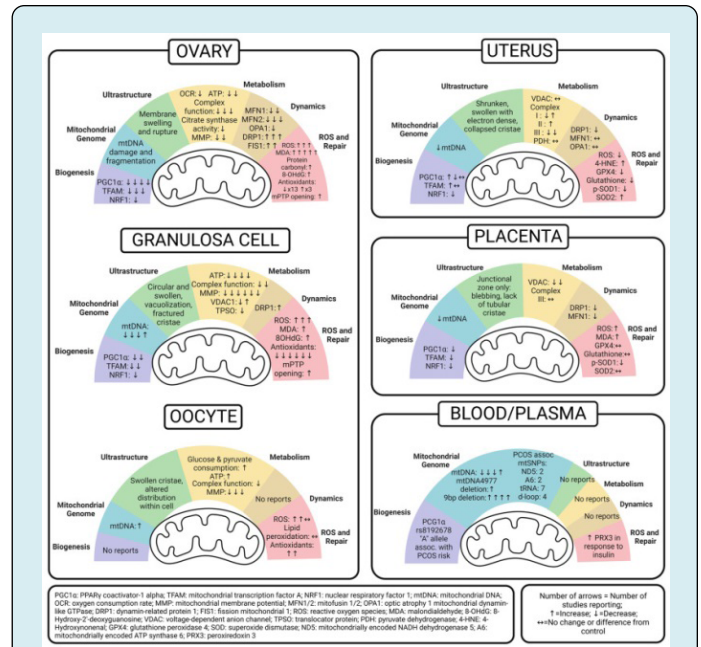 OVARY
Ultrastructure
Metabolism
Dynamics
ROS and
Repair
Mitochondrial
Genome
Biogenesis
Membrane
swelling
and rupture
OCR:↓ ATP: ↓↓
Complex
function:↓↓↓
Citrate synthase
activity:↓
MMP: ↓↓
MFN1:↓↓
MFN2:↓↓↓
OPA1:↓
DRP1:↑↑↑
FIS1:↑↑
mtDNA
damage and
fragmentation
ROS:↑↑↑↑
MDA:↑↑↑↑↑
Protein
carbonyl:↑
8-OHdG:↑
Antioxidants:
↓x13 ↑x3
mPTP opening: ↑
PGC1α: ↓↓↓↓
TFAM: ↓↓↓
NRF1: ↓
GRANULOSA CELL
Ultrastructure
Metabolism
Dynamics
ROS and
Repair
Mitochondrial
Genome
Biogenesis
Circular and
swollen,
vacuolization,
fractured
cristae
ATP:↓↓↓↓
Complex function: ↓↓
MMP:↓↓↓↓↓↓↓
VDAC1:↓↑
TPSO: ↓
DRP1:↑
mtDNA:
↓↓↓↑
ROS: ↑↑↑
MDA: ↑
8OHdG: ↑
Antioxidants:
↓↓↓↓↓↓
mPTP
opening: ↑
PGC1α: ↓↓
TFAM: ↓↓
NRF1: ↓
OOCYTE
Ultrastructure
Metabolism
Dynamics
ROS and
Repair
Mitochondrial
Genome
Biogenesis
Swollen cristae,
altered
distribution
within cell
Glucose & pyruvate
consumption: ↑
ATP:↑
Complex function: ↓
MMP:↓↓↓
No reports
mtDNA:↑
ROS: ↑↑↔
Lipid
peroxidation: ↔
Antioxidants:
↑↑
No reports
UTERUS
Ultrastructure
Metabolism
Dynamics
ROS and
Repair
Mitochondrial
Genome
Biogenesis
Shrunken,
swollen with
electron dense,
collapsed cristae
VDAC: ↔
Complex
I : ↓↑
II : ↑
III : ↓↓
PDH: ↔
DRP1: ↓
MFN1: ↔
OPA1: ↔
↓mtDNA
ROS: ↓
4-HNE: ↑
GPX4: ↓
Glutathione: ↓
p-SOD1: ↓
SOD2: ↑
PGC1α: ↑↓↔
TFAM: ↑↔
NRF1: ↓
PLACENTA
Ultrastructure
Metabolism
Dynamics
ROS and
Repair
Mitochondrial
Genome
Biogenesis
Junctional
zone only:
blebbing, lack
of tubular
cristae
VDAC: ↓↓
Complex
III: ↔
DRP1: ↓
MFN1: ↓
↓mtDNA
ROS: ↑
MDA:↑
GPX4:↔
Glutathione:↔
p-SOD1:↓
SOD2:↔
PGC1α: ↓
TFAM: ↓
NRF1: ↓
BLOOD/PLASMA
Mitochondrial
Genome
Ultrastructure
Metabolism
Dynamics
ROS and
Repair
Biogenesis
mtDNA: ↓↓↓↑
mtDNA4977
deletion:↑
9bp deletion:↑↑↑↑
PCOS assoc
mtSNPs:
ND5: 2
A6: 2
tRNA: 7
d-loop: 4
No reports
No reports
No reports
PCG1α
rs8192678
"A" allele
assoc. with
PCOS risk
↑ PRX3 in
response to
insulin
PGC1α: PPARγ coactivator-1 alpha; TFAM: mitochondrial transcription factor A; NRF1: nuclear respiratory factor 1; mtDNA: mitochondrial DNA;
OCR: oxygen consumption rate; MMP: mitochondrial membrane potential; MFN1/2: mitofusin 1/2; OPA1: optic atrophy 1 mitochondrial dynamin-
like GTPase; DRP1: dynamin-related protein 1; FIS1: fission mitochondrial 1; ROS: reactive oxygen species; MDA: malondialdehyde; 8-OHdG: 8-
Hydroxy-2'-deoxyguanosine; VDAC: voltage-dependent anion channel; TPSO: translocator protein; PDH: pyruvate dehydrogenase; 4-HNE: 4-
Hydroxynonenal; GPX4: glutathione peroxidase 4; SOD: superoxide dismutase; ND5: mitochondrially encoded NADH dehydrogenase 5; A6:
mitochondrially encoded ATP synthase 6; PRX3: peroxiredoxin 3
Number of arrows = Number of
studies reporting;
↑=Increase; ↓=Decrease;
↔=No change or difference from
control